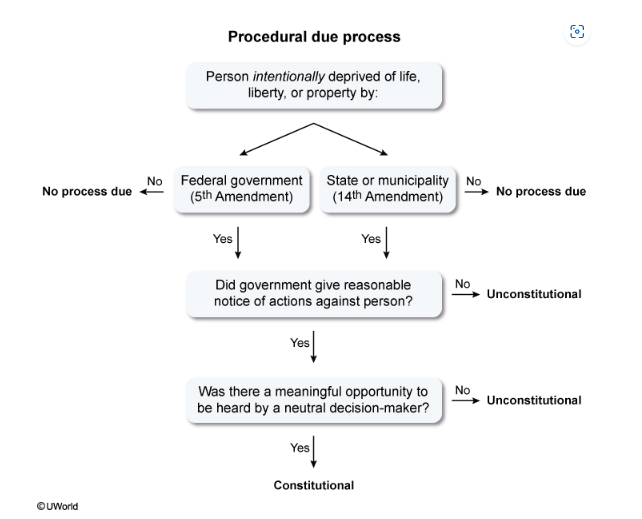 Procedural due process
Person intentionally deprived of life,
liberty, or property by:
No process due
No
Federal government
(5th Amendment)
State or municipality
(14th Amendment)
No
No process due
Yes
Yes
Did government give reasonable
notice of actions against person?
No
Unconstitutional
Yes
Was there a meaningful opportunity to
be heard by a neutral decision-maker?
No
Unconstitutional
Yes
Constitutional
©UWorld